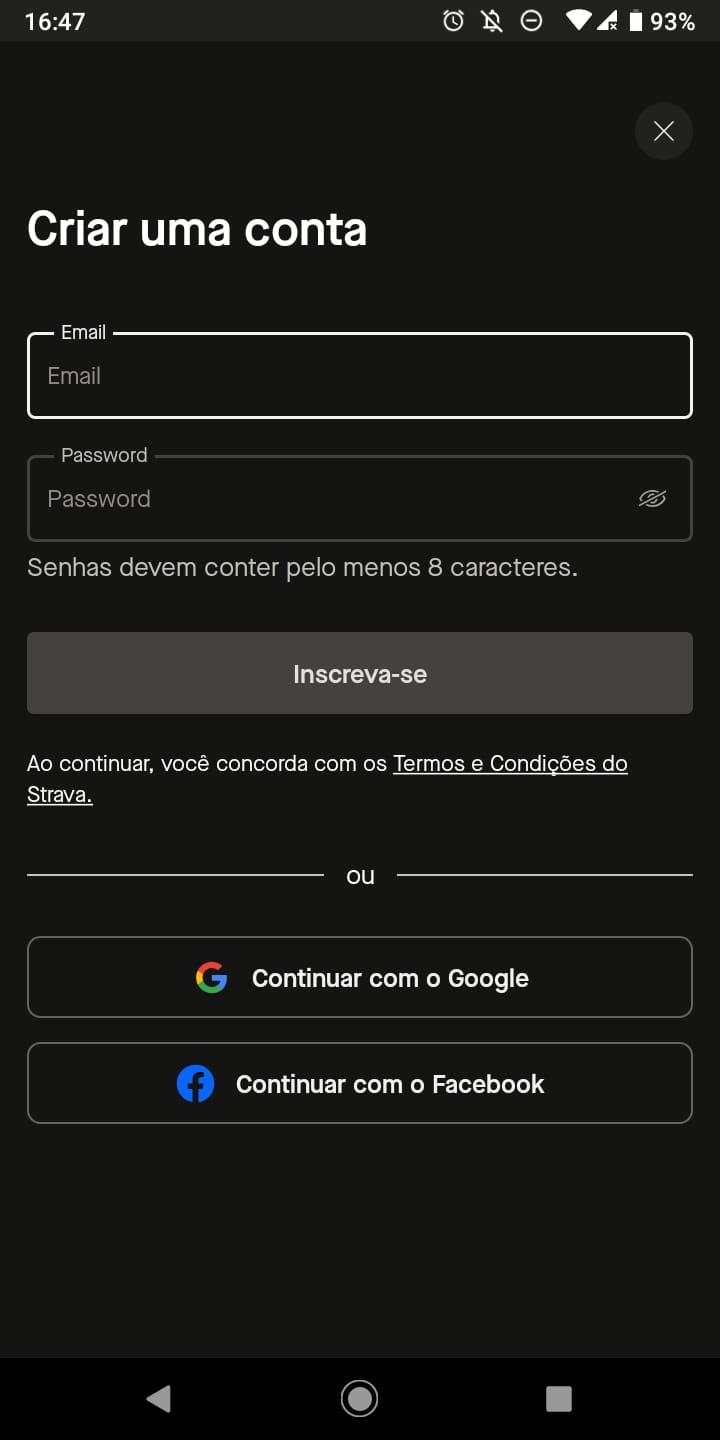 16:47
93%
Criar uma conta
Email
Email
Password
Password
Senhas devem conter pelo menos 8 caracteres.
Inscreva-se
Ao continuar, você concorda com os Termos e Condições do
Strava.
ou
Continuar com o Google
Continuar com o Facebook